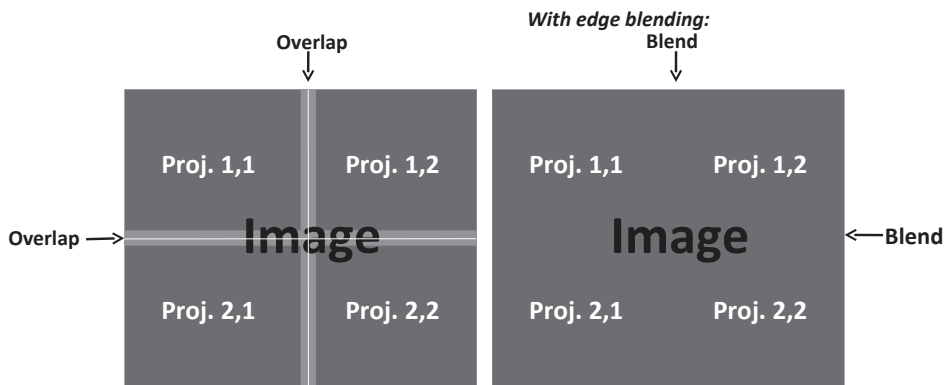 With edge blending:
Overlap
Blend
Proj. 1,1
Proj. 1,2
Proj. 1,1
Proj. 1,2
Overlap
Image
Image
Blend
Proj. 2,1
Proj. 2,2
Proj. 2,1
Proj. 2,2